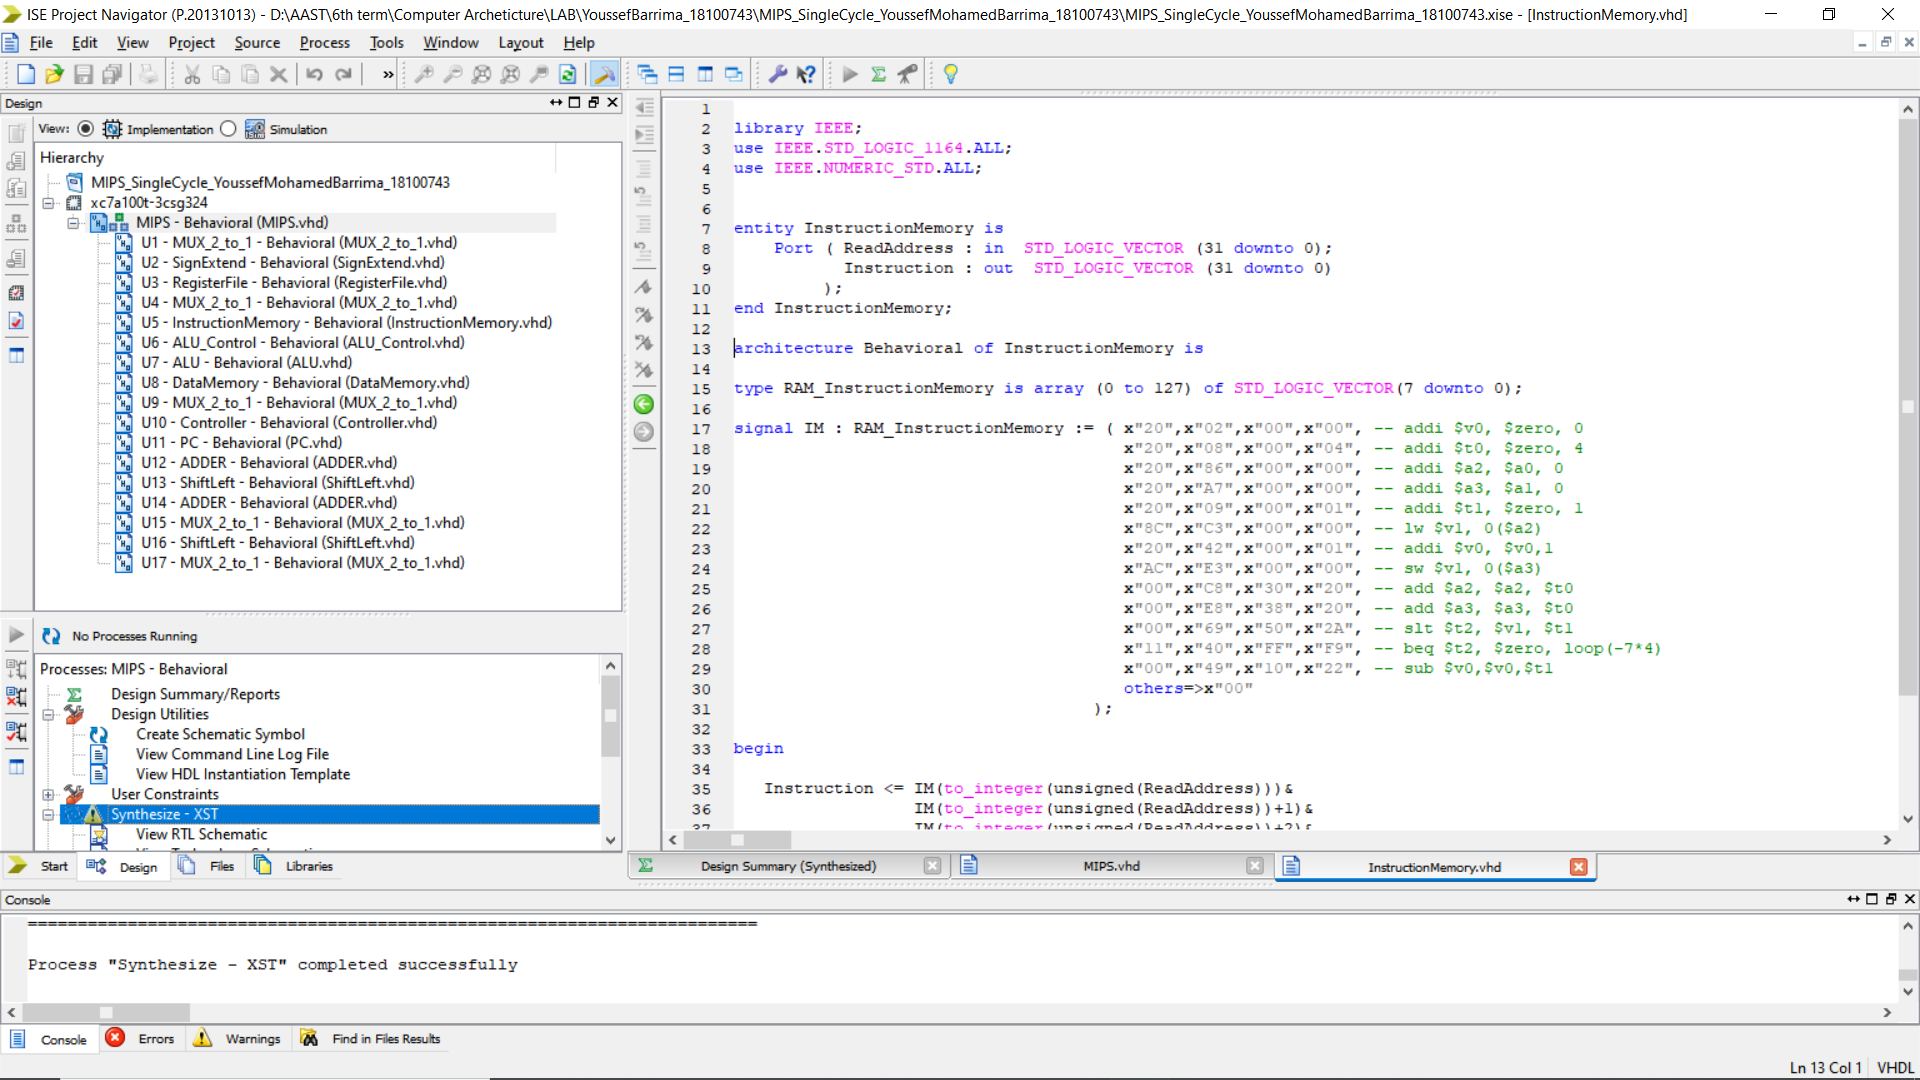 ISE Project Navigator (P.20131013) - D:\AAST\6th term\Computer Archeticture\LAB\YoussefBarrima_18100743\MIPS_SingleCycle_YoussefMohamedBarrima_18100743\MIPS_SingleCycle_YoussefMohamedBarrima_18100743.xise - [InstructionMemory.vhd]
File Edit View Project Source Process Tools Window Layout Help
Design
View: Implementation Simulation
Hierarchy
MIPS_SingleCycle_YoussefMohamedBarrima_18100743
xc7a100t-3csg324
MIPS - Behavioral (MIPS.vhd)
U1 - MUX_2_to_1 - Behavioral (MUX_2_to_1.vhd)
U2 - SignExtend - Behavioral (SignExtend.vhd)
U3 - RegisterFile - Behavioral (RegisterFile.vhd)
U4 - MUX_2_to_1 - Behavioral (MUX_2_to_1.vhd)
U5 - InstructionMemory - Behavioral (InstructionMemory.vhd)
U6 - ALU_Control - Behavioral (ALU_Control.vhd)
U7 - ALU - Behavioral (ALU.vhd)
U8 - DataMemory - Behavioral (DataMemory.vhd)
U9 - MUX_2_to_1 - Behavioral (MUX_2_to_1.vhd)
U10 - Controller - Behavioral (Controller.vhd)
U11 - PC - Behavioral (PC.vhd)
U12 - ADDER - Behavioral (ADDER.vhd)
U13 - ShiftLeft - Behavioral (ShiftLeft.vhd)
U14 - ADDER - Behavioral (ADDER.vhd)
U15 - MUX_2_to_1 - Behavioral (MUX_2_to_1.vhd)
U16 - ShiftLeft - Behavioral (ShiftLeft.vhd)
U17 - MUX_2_to_1 - Behavioral (MUX_2_to_1.vhd)
No Processes Running
Processes: MIPS - Behavioral
Design Summary/Reports
Design Utilities
Create Schematic Symbol
View Command Line Log File
View HDL Instantiation Template
User Constraints
Synthesize - XST
View RTL Schematic
Start Design Files Libraries
1
2 library IEEE;
3 use IEEE.STD_LOGIC_1164.ALL;
4 use IEEE.NUMERIC_STD.ALL;
5
6
7 entity InstructionMemory is
8 Port ( ReadAddress : in STD_LOGIC_VECTOR (31 downto 0);
9 Instruction : out STD_LOGIC_VECTOR (31 downto 0)
10 );
11 end InstructionMemory;
12
13 architecture Behavioral of InstructionMemory is
14
15 type RAM_InstructionMemory is array (0 to 127) of STD_LOGIC_VECTOR(7 downto 0);
16
17 signal IM : RAM_InstructionMemory := ( x"20",x"02",x"00",x"00", -- addi $v0, $zero, 0
18 x"20",x"08",x"00",x"04", -- addi $t0, $zero, 4
19 x"20",x"86",x"00",x"00", -- addi $a2, $a0, 0
20 x"20",x"A7",x"00",x"00", -- addi $a3, $a1, 0
21 x"20",x"09",x"00",x"01", -- addi $t1, $zero, 1
22 x"8C",x"C3",x"00",x"00", -- lw $v1, 0($a2)
23 x"20",x"42",x"00",x"01", -- addi $v0, $v0,1
24 x"AC",x"E3",x"00",x"00", -- sw $v1, 0($a3)
25 x"00",x"C8",x"30",x"20", -- add $a2, $a2, $t0
26 x"00",x"E8",x"38",x"20", -- add $a3, $a3, $t0
27 x"00",x"69",x"50",x"2A", -- slt $t2, $v1, $t1
28 x"11",x"40",x"FF",x"F9", -- beq $t2, $zero, loop(-7*4)
29 x"00",x"49",x"10",x"22", -- sub $v0,$v0,$t1
30 others=>x"00"
31 );
32
33 begin
34
35 Instruction <= IM(to_integer(unsigned(ReadAddress)))&
36 IM(to_integer(unsigned(ReadAddress))+1)&
37 IM(to_integer(unsigned(ReadAddress))+2)&
Design Summary (Synthesized) MIPS.vhd InstructionMemory.vhd
Console
Process "Synthesize - XST" completed successfully
Console Errors Warnings Find in Files Results
Ln 13 Col 1 VHDL